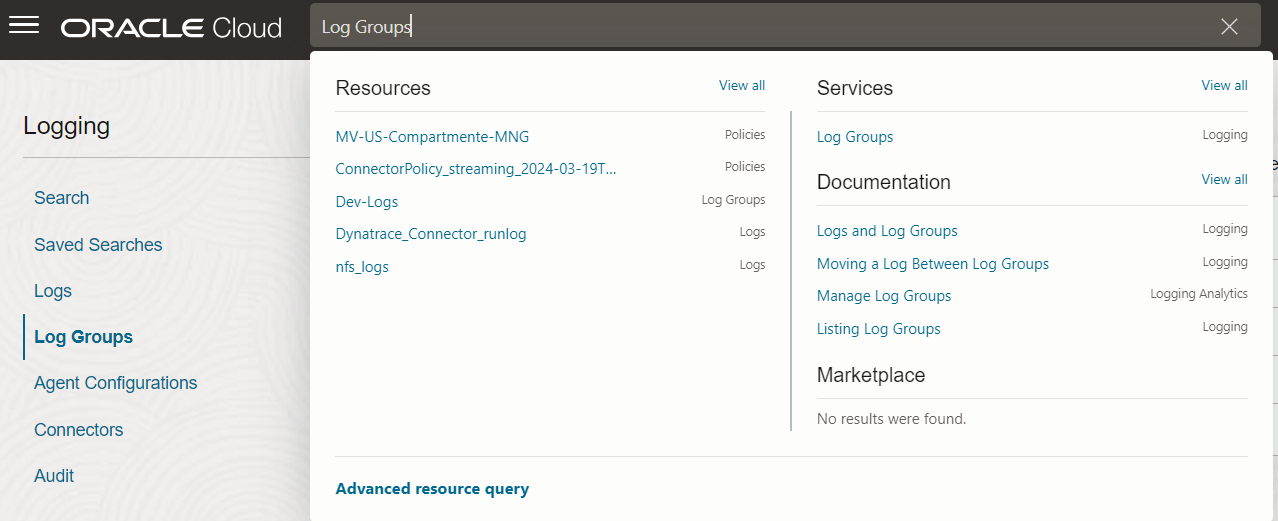 ORACLE Cloud
Log Groups
Logging
Search
Saved Searches
Logs
Log Groups
Agent Configurations
Connectors
Audit
Resources View all
MV-US-Compartmente-MNG Policies
ConnectorPolicy_streaming_2024-03-19T... Policies
Dev-Logs Log Groups
Dynatrace_Connector_runlog Logs
nfs_logs Logs
Services View all
Log Groups Logging
Documentation View all
Logs and Log Groups Logging
Moving a Log Between Log Groups Logging
Manage Log Groups Logging Analytics
Listing Log Groups Logging
Marketplace
No results were found.
Advanced resource query